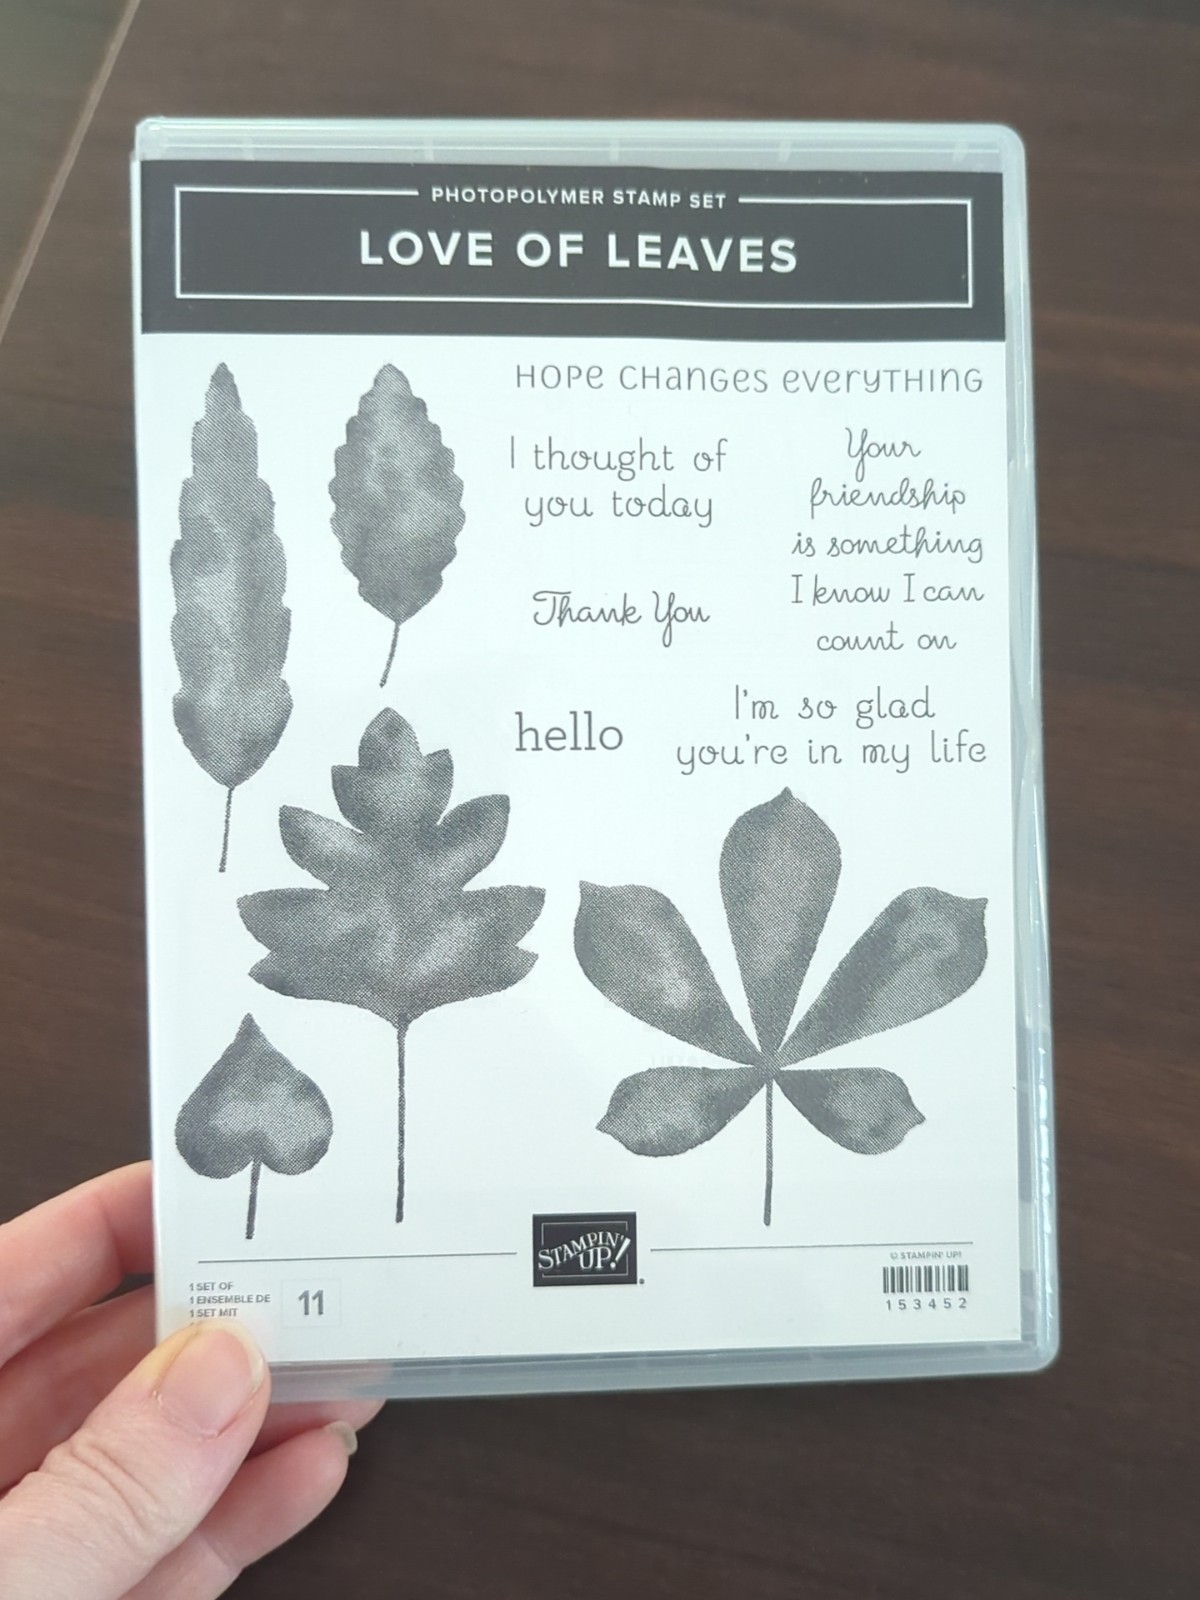 PHOTOPOLYMER STAMP SET
LOVE OF LEAVES
HOPE CHANGES EVERYTHING
I thought of
you today
Your
friendship
is something
I know I can
count on
Thank You
hello
I'm so glad
you're in my life
STAMPIN'
UP!
© STAMPIN' UP!
153452
1 SET OF
1 ENSEMBLE DE
1 SET MIT
11